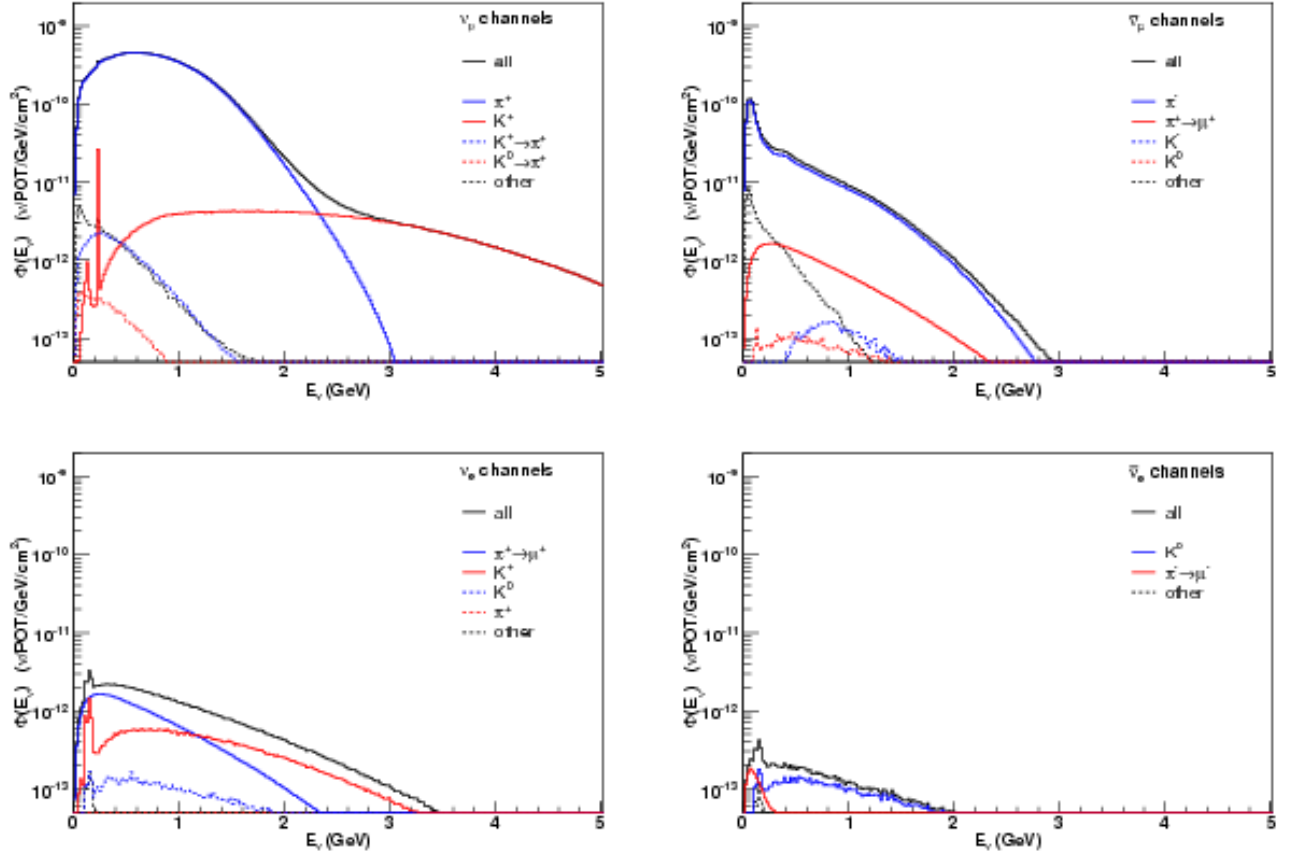 ν_μ channels
all
π⁺
K⁺
K⁺→π⁺
K⁰→π⁺
other
10⁻⁹
10⁻¹⁰
10⁻¹¹
10⁻¹²
10⁻¹³
Φ(E_ν) (ν/POT/GeV/cm²)
0 1 2 3 4 5
E_ν (GeV)
ν̄_μ channels
all
π⁻
π⁺→μ⁺
K⁻
K⁰
other
10⁻⁹
10⁻¹⁰
10⁻¹¹
10⁻¹²
10⁻¹³
Φ(E_ν) (ν/POT/GeV/cm²)
0 1 2 3 4 5
E_ν (GeV)
ν_e channels
all
π⁺→μ⁺
K⁺
K⁰
π⁺
other
10⁻⁹
10⁻¹⁰
10⁻¹¹
10⁻¹²
10⁻¹³
Φ(E_ν) (ν/POT/GeV/cm²)
0 1 2 3 4 5
E_ν (GeV)
ν̄_e channels
all
K⁰
π⁻→μ⁻
other
10⁻⁹
10⁻¹⁰
10⁻¹¹
10⁻¹²
10⁻¹³
Φ(E_ν) (ν/POT/GeV/cm²)
0 1 2 3 4 5
E_ν (GeV)